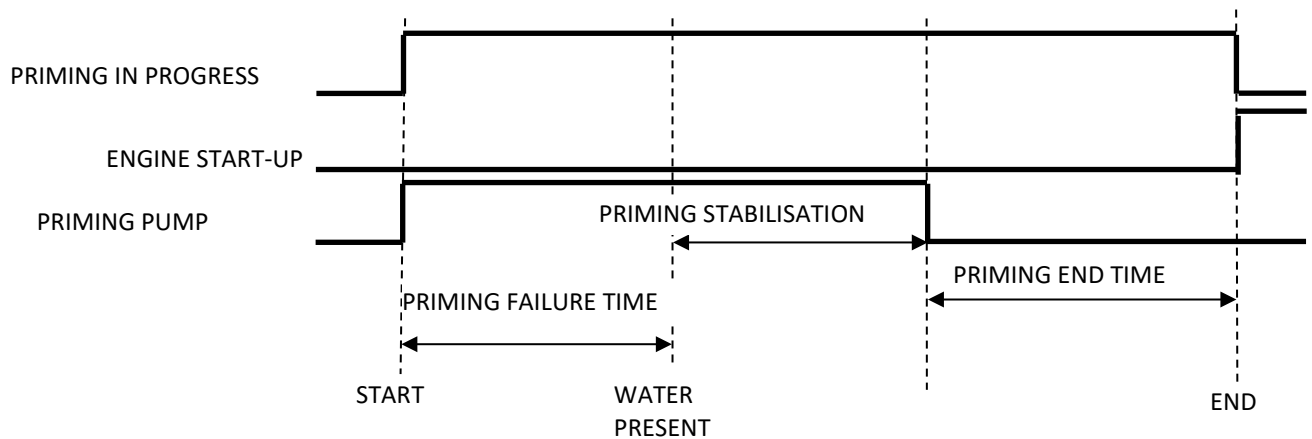 PRIMING IN PROGRESS
ENGINE START-UP
PRIMING PUMP
PRIMING STABILISATION
PRIMING END TIME
PRIMING FAILURE TIME
START
WATER
PRESENT
END